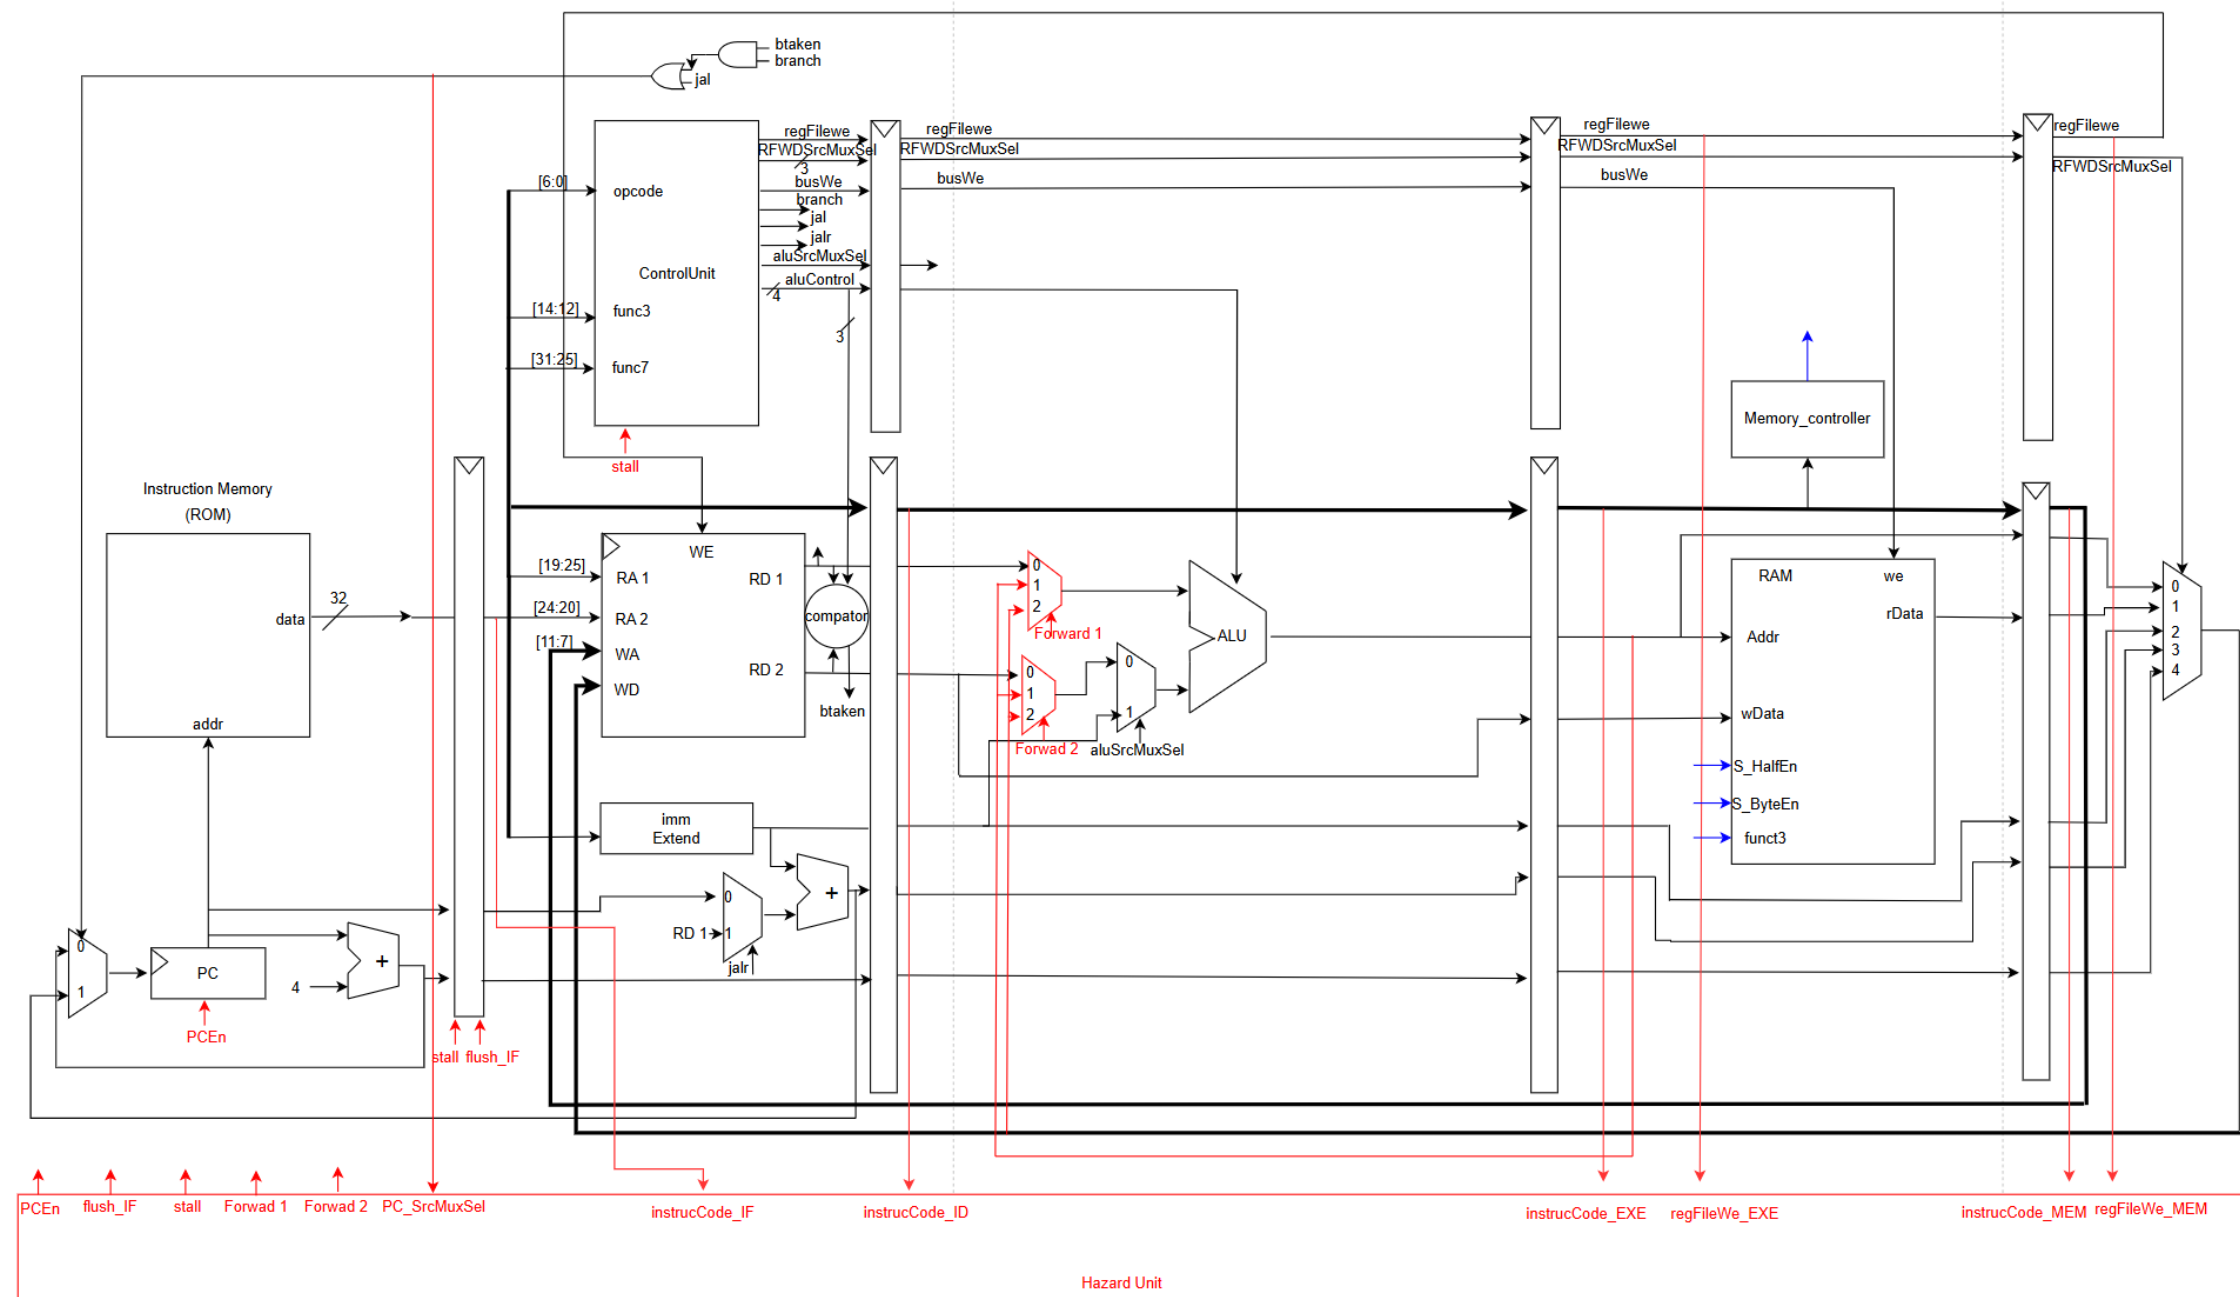 btaken
branch
jal
regFilewe
RFWDSrcMuxSel
3
busWe
branch
jal
jalr
aluSrcMuxSel
aluControl
4
3
[6:0]
opcode
ControlUnit
[14:12]
func3
[31:25]
func7
stall
regFilewe
RFWDSrcMuxSel
busWe
regFilewe
RFWDSrcMuxSel
busWe
regFilewe
RFWDSrcMuxSel
Memory_controller
Instruction Memory
(ROM)
data
32
addr
WE
[19:25]
RA 1
RD 1
[24:20]
RA 2
[11:7]
WA
RD 2
WD
compator
btaken
0
1
2
Forward 1
0
1
2
Forwad 2
0
1
aluSrcMuxSel
ALU
RAM
we
rData
Addr
wData
S_HalfEn
S_ByteEn
funct3
0
1
2
3
4
imm
Extend
0
RD 1
1
jalr
+
0
1
PC
PCEn
4
+
stall
flush_IF
PCEn
flush_IF
stall
Forwad 1
Forwad 2
PC_SrcMuxSel
instrucCode_IF
instrucCode_ID
instrucCode_EXE
regFileWe_EXE
instrucCode_MEM
regFileWe_MEM
Hazard Unit